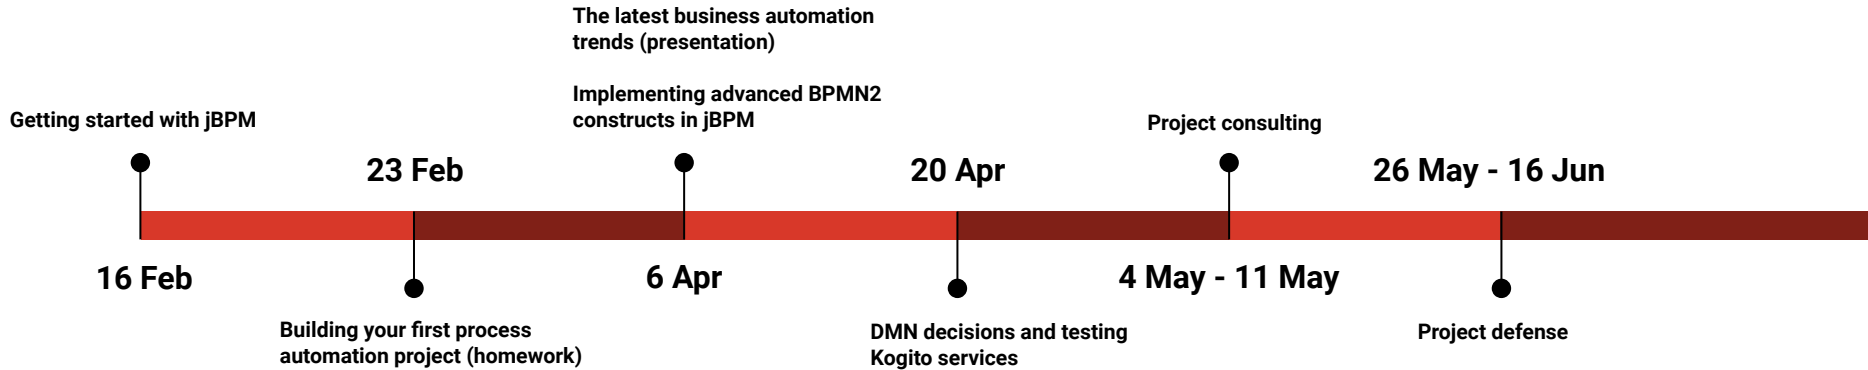 The latest business automation
trends (presentation)
Implementing advanced BPMN2
constructs in jBPM
Getting started with jBPM
Project consulting
23 Feb
20 Apr
26 May - 16 Jun
16 Feb
6 Apr
4 May - 11 May
Building your first process
automation project (homework)
DMN decisions and testing
Kogito services
Project defense